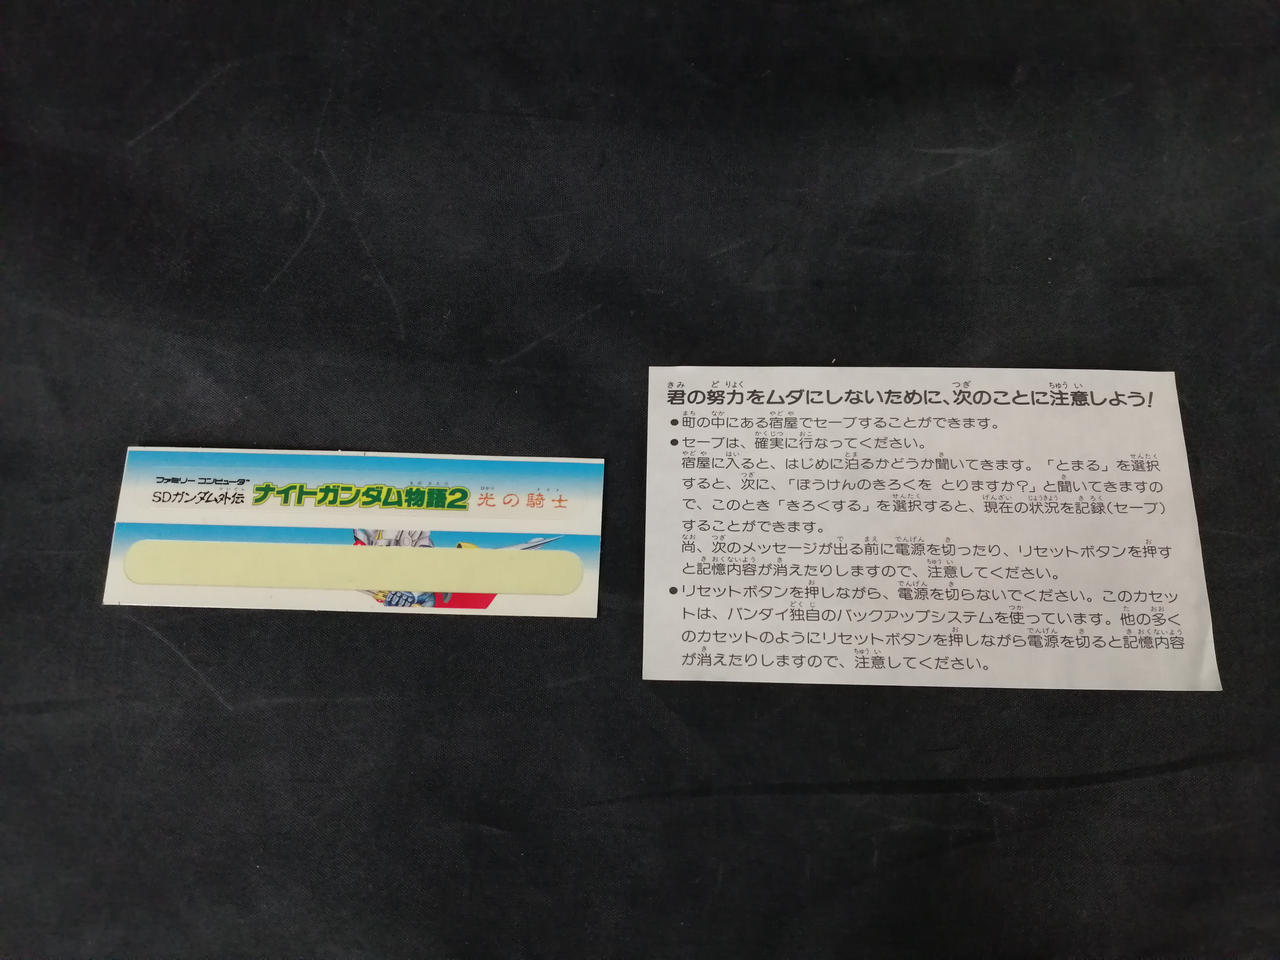 ファミリー コンピュータ
SDガンダム外伝 ナイトガンダム物語2 光の騎士
君の努力をムダにしないために、次のことに注意しよう!
●町の中にある宿屋でセーブすることができます。
●セーブは、確実に行なってください。
宿屋に入ると、はじめに泊るかどうか聞いてきます。「とまる」を選択
すると、次に、「ぼうけんのきろくを とりますか?」と聞いてきますの
で、このとき「きろくする」を選択すると、現在の状況を記録(セーブ)
することができます。
尚、次のメッセージが出る前に電源を切ったり、リセットボタンを押す
と記憶内容が消えたりしますので、注意してください。
●リセットボタンを押しながら、電源を切らないでください。このカセッ
トは、バンダイ独自のバックアップシステムを使っています。他の多く
のカセットのようにリセットボタンを押しながら電源を切ると記憶内容
が消えたりしますので、注意してください。